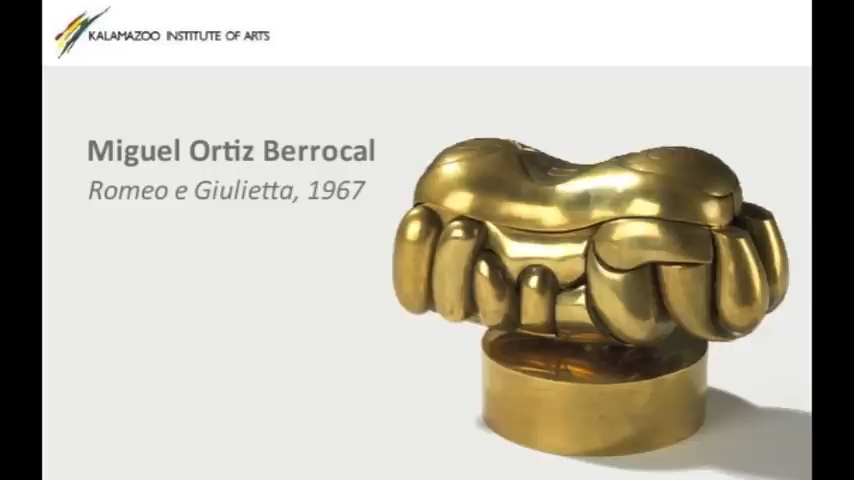 KALAMAZOO INSTITUTE OF ARTS
Miguel Ortiz Berrocal
Romeo e Giulietta, 1967